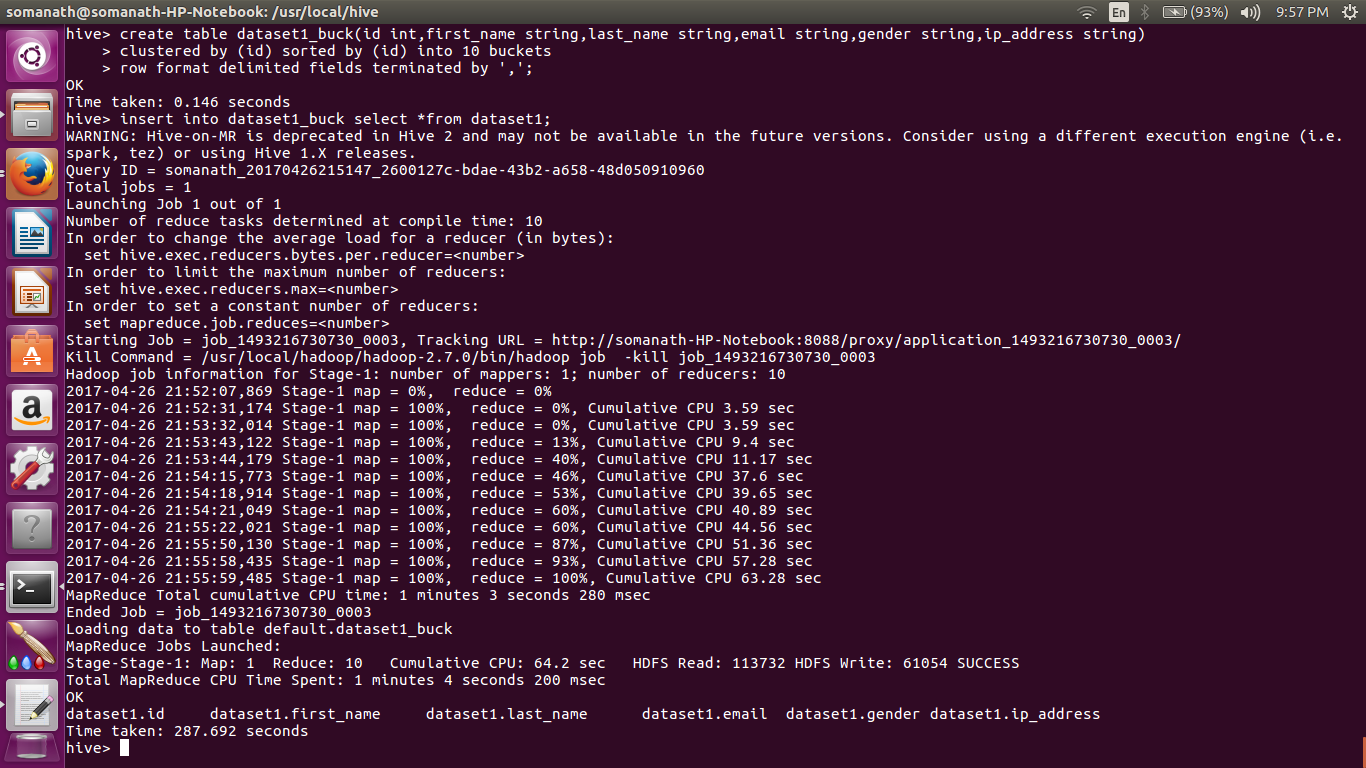 somanath@somanath-HP-Notebook: /usr/local/hive
En
(93%)
9:57 PM
hive> create table dataset1_buck(id int,first_name string,last_name string,email string,gender string,ip_address string)
    > clustered by (id) sorted by (id) into 10 buckets
    > row format delimited fields terminated by ',';
OK
Time taken: 0.146 seconds
hive> insert into dataset1_buck select *from dataset1;
WARNING: Hive-on-MR is deprecated in Hive 2 and may not be available in the future versions. Consider using a different execution engine (i.e.
spark, tez) or using Hive 1.X releases.
Query ID = somanath_20170426215147_2600127c-bdae-43b2-a658-48d050910960
Total jobs = 1
Launching Job 1 out of 1
Number of reduce tasks determined at compile time: 10
In order to change the average load for a reducer (in bytes):
  set hive.exec.reducers.bytes.per.reducer=<number>
In order to limit the maximum number of reducers:
  set hive.exec.reducers.max=<number>
In order to set a constant number of reducers:
  set mapreduce.job.reduces=<number>
Starting Job = job_1493216730730_0003, Tracking URL = http://somanath-HP-Notebook:8088/proxy/application_1493216730730_0003/
Kill Command = /usr/local/hadoop/hadoop-2.7.0/bin/hadoop job  -kill job_1493216730730_0003
Hadoop job information for Stage-1: number of mappers: 1; number of reducers: 10
2017-04-26 21:52:07,869 Stage-1 map = 0%,  reduce = 0%
2017-04-26 21:52:31,174 Stage-1 map = 100%,  reduce = 0%, Cumulative CPU 3.59 sec
2017-04-26 21:53:32,014 Stage-1 map = 100%,  reduce = 0%, Cumulative CPU 3.59 sec
2017-04-26 21:53:43,122 Stage-1 map = 100%,  reduce = 13%, Cumulative CPU 9.4 sec
2017-04-26 21:53:44,179 Stage-1 map = 100%,  reduce = 40%, Cumulative CPU 11.17 sec
2017-04-26 21:54:15,773 Stage-1 map = 100%,  reduce = 46%, Cumulative CPU 37.6 sec
2017-04-26 21:54:18,914 Stage-1 map = 100%,  reduce = 53%, Cumulative CPU 39.65 sec
2017-04-26 21:54:21,049 Stage-1 map = 100%,  reduce = 60%, Cumulative CPU 40.89 sec
2017-04-26 21:55:22,021 Stage-1 map = 100%,  reduce = 60%, Cumulative CPU 44.56 sec
2017-04-26 21:55:50,130 Stage-1 map = 100%,  reduce = 87%, Cumulative CPU 51.36 sec
2017-04-26 21:55:58,435 Stage-1 map = 100%,  reduce = 93%, Cumulative CPU 57.28 sec
2017-04-26 21:55:59,485 Stage-1 map = 100%,  reduce = 100%, Cumulative CPU 63.28 sec
MapReduce Total cumulative CPU time: 1 minutes 3 seconds 280 msec
Ended Job = job_1493216730730_0003
Loading data to table default.dataset1_buck
MapReduce Jobs Launched:
Stage-Stage-1: Map: 1  Reduce: 10   Cumulative CPU: 64.2 sec   HDFS Read: 113732 HDFS Write: 61054 SUCCESS
Total MapReduce CPU Time Spent: 1 minutes 4 seconds 200 msec
OK
dataset1.id     dataset1.first_name     dataset1.last_name      dataset1.email  dataset1.gender dataset1.ip_address
Time taken: 287.692 seconds
hive>